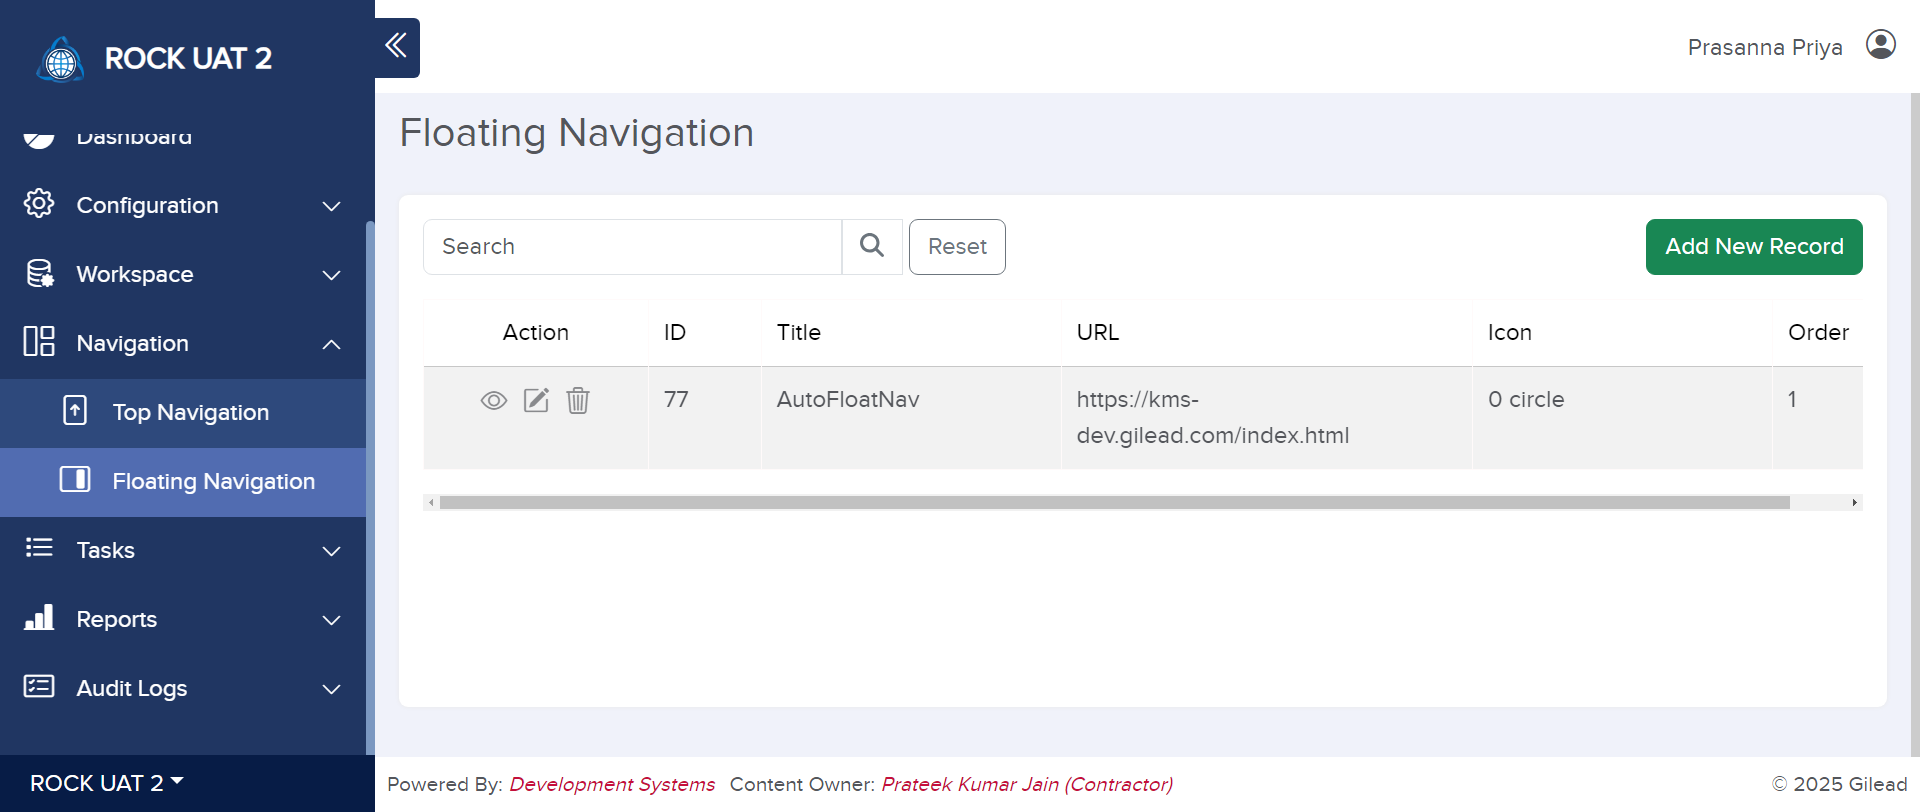 ROCK UAT 2
Prasanna Priya
Dashboard
Configuration
Workspace
Navigation
Top Navigation
Floating Navigation
Tasks
Reports
Audit Logs
ROCK UAT 2
Floating Navigation
Search
Reset
Add New Record
Action ID Title URL Icon Order
77 AutoFloatNav https://kms-
dev.gilead.com/index.html
0 circle 1
Powered By: Development Systems Content Owner: Prateek Kumar Jain (Contractor)
© 2025 Gilead